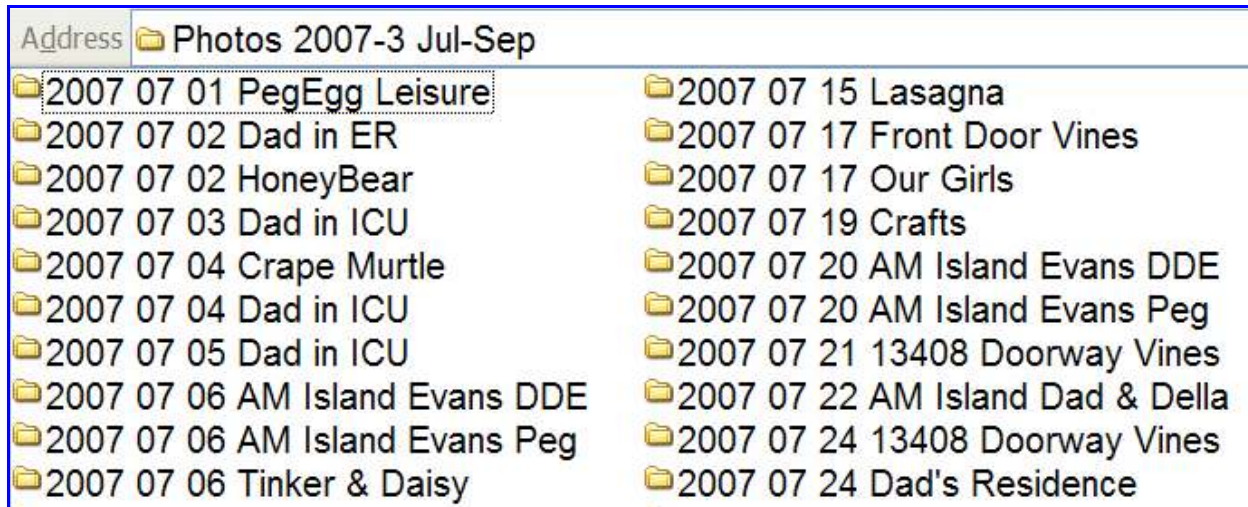 Address Photos 2007-3 Jul-Sep
2007 07 01 PegEgg Leisure
2007 07 02 Dad in ER
2007 07 02 HoneyBear
2007 07 03 Dad in ICU
2007 07 04 Crape Murtle
2007 07 04 Dad in ICU
2007 07 05 Dad in ICU
2007 07 06 AM Island Evans DDE
2007 07 06 AM Island Evans Peg
2007 07 06 Tinker & Daisy
2007 07 15 Lasagna
2007 07 17 Front Door Vines
2007 07 17 Our Girls
2007 07 19 Crafts
2007 07 20 AM Island Evans DDE
2007 07 20 AM Island Evans Peg
2007 07 21 13408 Doorway Vines
2007 07 22 AM Island Dad & Della
2007 07 24 13408 Doorway Vines
2007 07 24 Dad's Residence